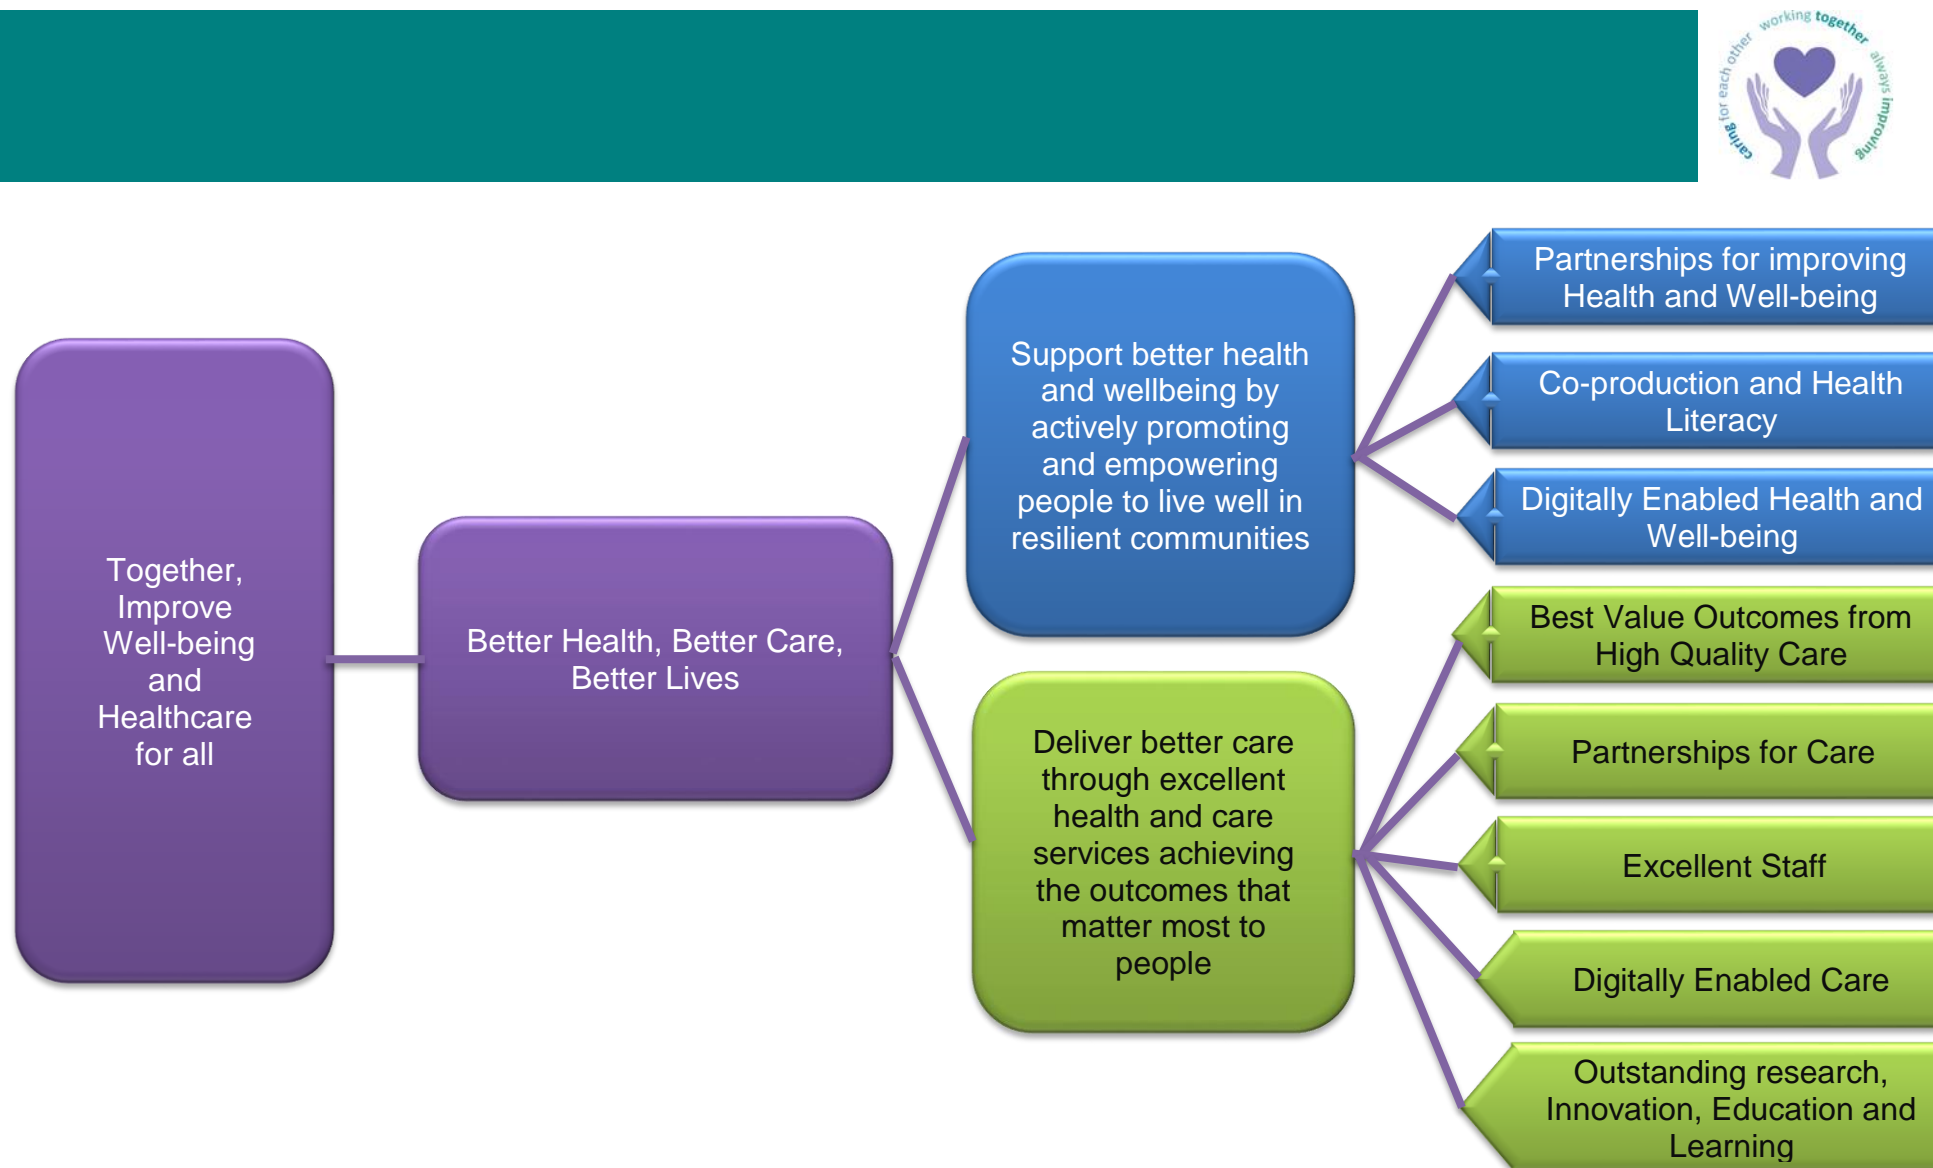 caring for each other working together always improving
Together,
Improve
Well-being
and
Healthcare
for all
Better Health, Better Care,
Better Lives
Support better health
and wellbeing by
actively promoting
and empowering
people to live well in
resilient communities
Deliver better care
through excellent
health and care
services achieving
the outcomes that
matter most to
people
Partnerships for improving
Health and Well-being
Co-production and Health
Literacy
Digitally Enabled Health and
Well-being
Best Value Outcomes from
High Quality Care
Partnerships for Care
Excellent Staff
Digitally Enabled Care
Outstanding research,
Innovation, Education and
Learning